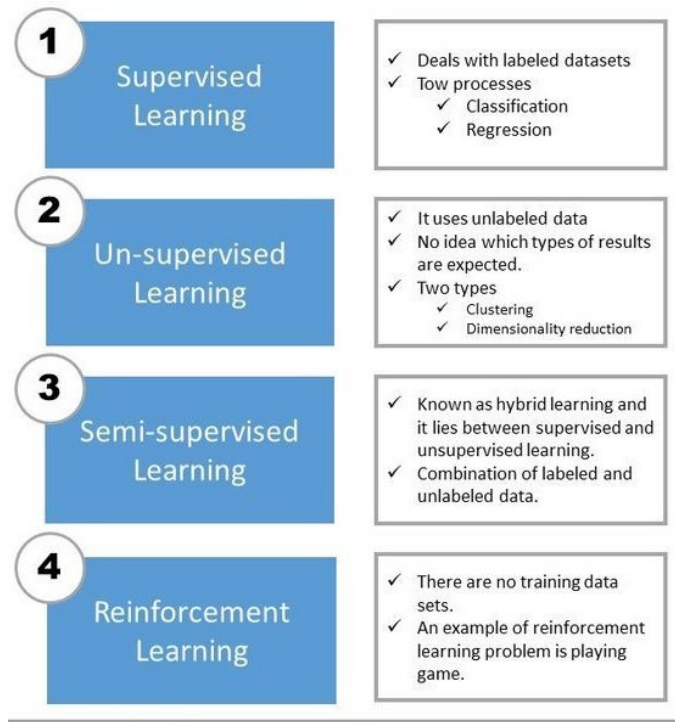 1
Supervised
Learning
✓ Deals with labeled datasets
✓ Tow processes
✓ Classification
✓ Regression
2
Un-supervised
Learning
✓ It uses unlabeled data
✓ No idea which types of results
are expected.
✓ Two types
✓ Clustering
✓ Dimensionality reduction
3
Semi-supervised
Learning
✓ Known as hybrid learning and
it lies between supervised and
unsupervised learning.
✓ Combination of labeled and
unlabeled data.
4
Reinforcement
Learning
✓ There are no training data
sets.
✓ An example of reinforcement
learning problem is playing
game.